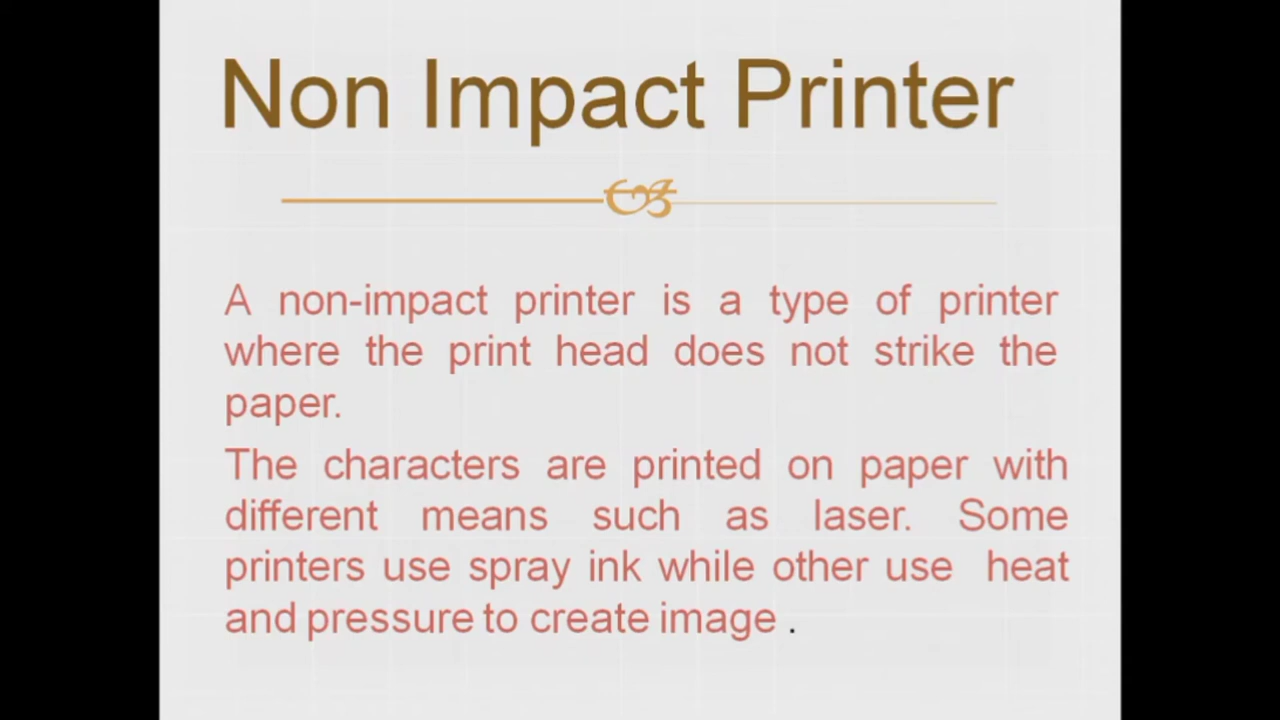 Non Impact Printer
A non-impact printer is a type of printer
where the print head does not strike the
paper.
The characters are printed on paper with
different means such as laser. Some
printers use spray ink while other use heat
and pressure to create image .